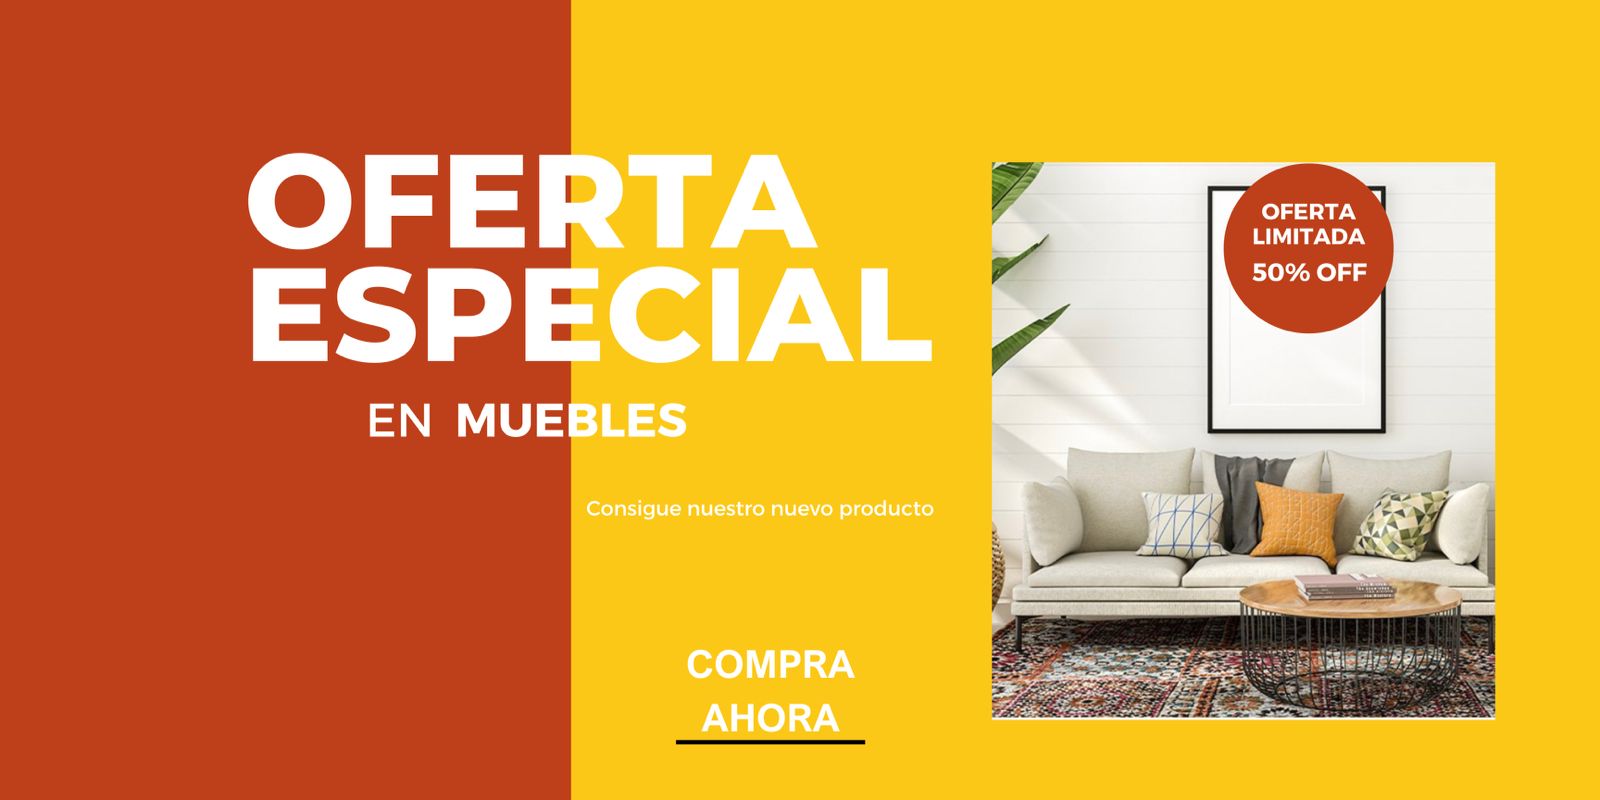 OFERTA
ESPECIAL
EN MUEBLES
Consigue nuestro nuevo producto
COMPRA
AHORA
OFERTA
LIMITADA
50% OFF